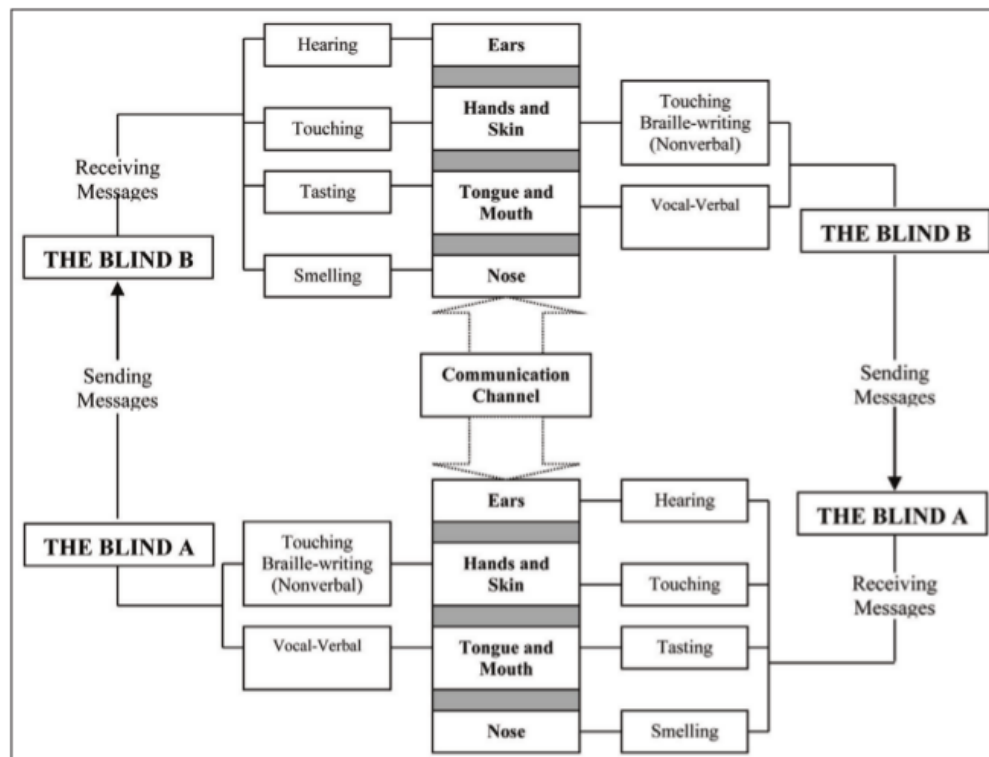 Hearing
Ears
Touching
Hands and
Skin
Touching
Braille-writing
(Nonverbal)
Receiving
Messages
Tasting
Tongue and
Mouth
Vocal-Verbal
THE BLIND B
THE BLIND B
Smelling
Nose
Sending
Messages
Communication
Channel
Sending
Messages
Ears
Hearing
THE BLIND A
THE BLIND A
Touching
Braille-writing
(Nonverbal)
Hands and
Skin
Touching
Receiving
Messages
Vocal-Verbal
Tongue and
Mouth
Tasting
Nose
Smelling